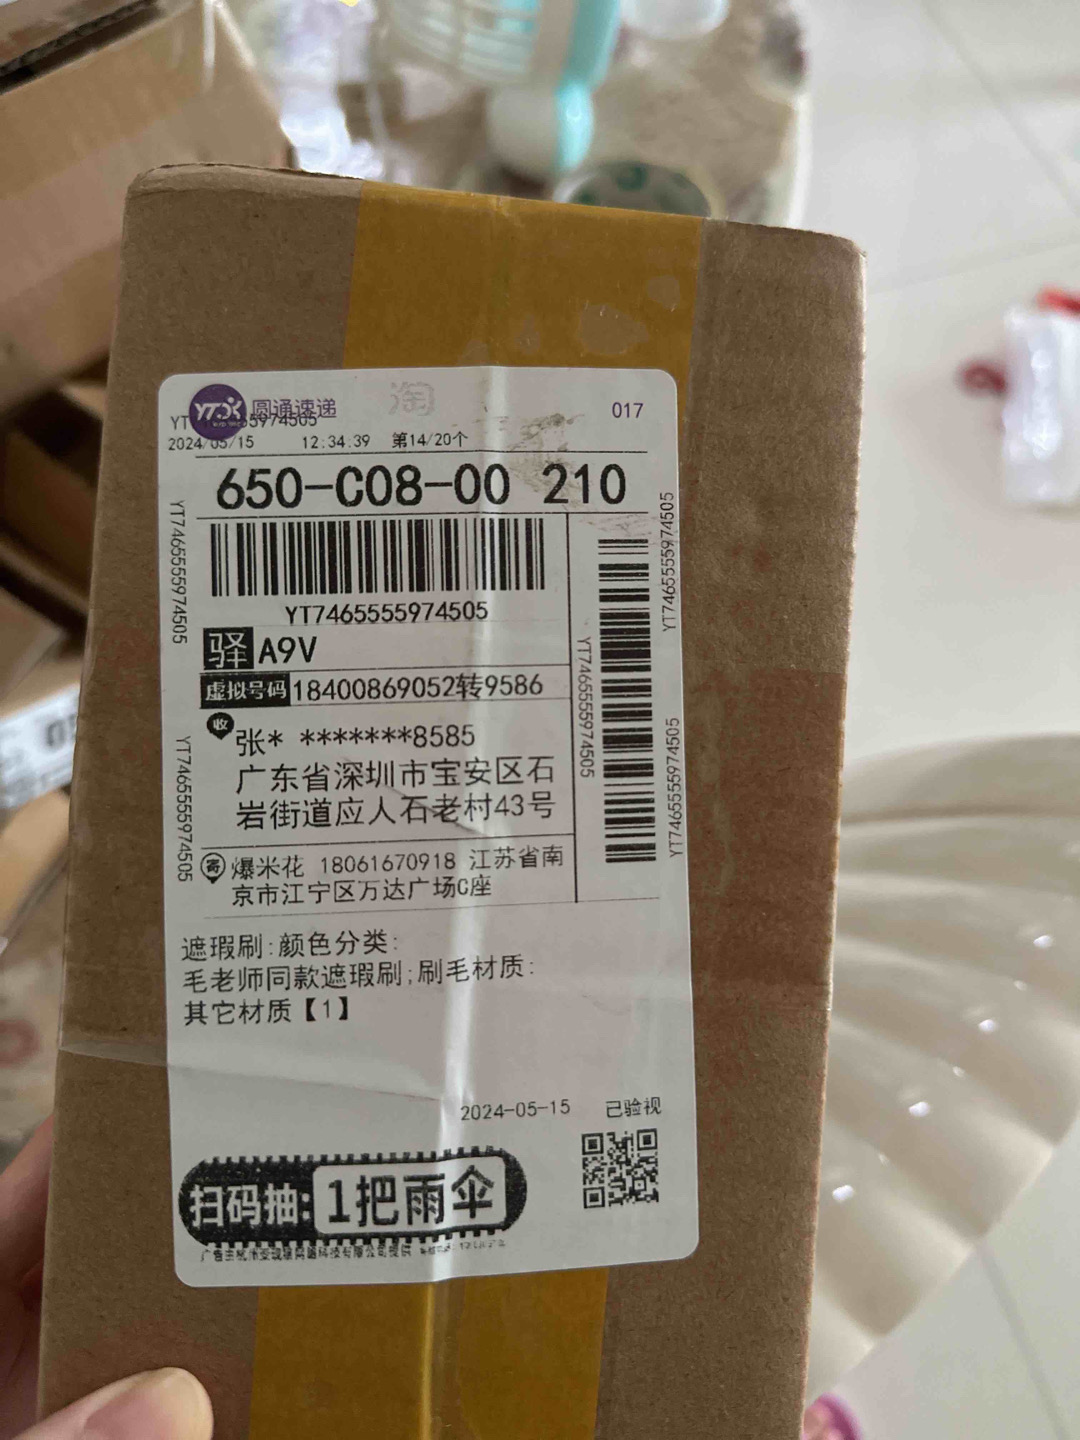 圆通速递
淘
017
2024/05/15 12:34:39 第14/20个
650-C08-00 210
YT7465555974505
驿 A9V
虚拟号码 18400869052转9586
收 张* *******8585
广东省深圳市宝安区石
岩街道应人石老村43号
寄 爆米花 18061670918 江苏省南
京市江宁区万达广场C座
YT7465555974505
YT7465555974505
YT7465555974505
YT7465555974505
YT7465555974505
遮瑕刷:颜色分类:
毛老师同款遮瑕刷;刷毛材质:
其它材质【1】
2024-05-15 已验视
扫码抽:1把雨伞